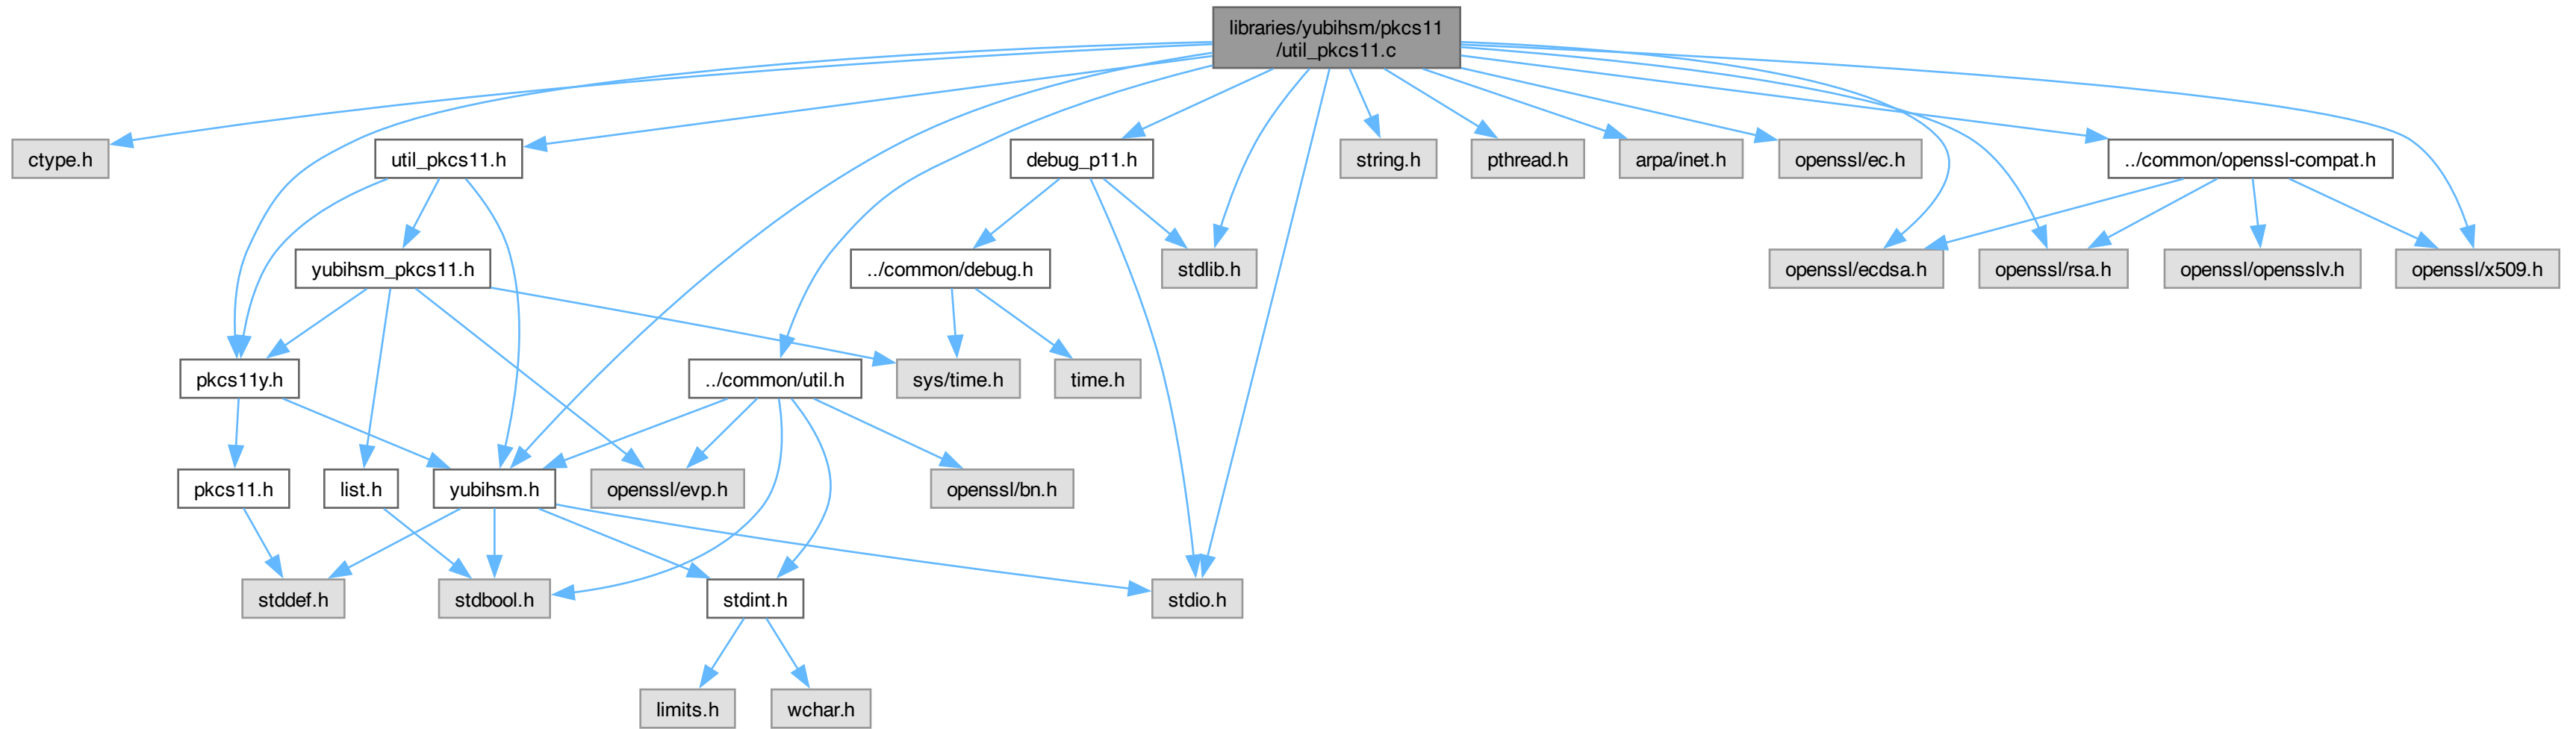 libraries/yubihsm/pkcs11
/util_pkcs11.c
ctype.h
util_pkcs11.h
debug_p11.h
string.h
pthread.h
arpa/inet.h
openssl/ec.h
../common/openssl-compat.h
yubihsm_pkcs11.h
../common/debug.h
stdlib.h
openssl/ecdsa.h
openssl/rsa.h
openssl/opensslv.h
openssl/x509.h
pkcs11y.h
../common/util.h
sys/time.h
time.h
pkcs11.h
list.h
yubihsm.h
openssl/evp.h
openssl/bn.h
stddef.h
stdbool.h
stdint.h
stdio.h
limits.h
wchar.h